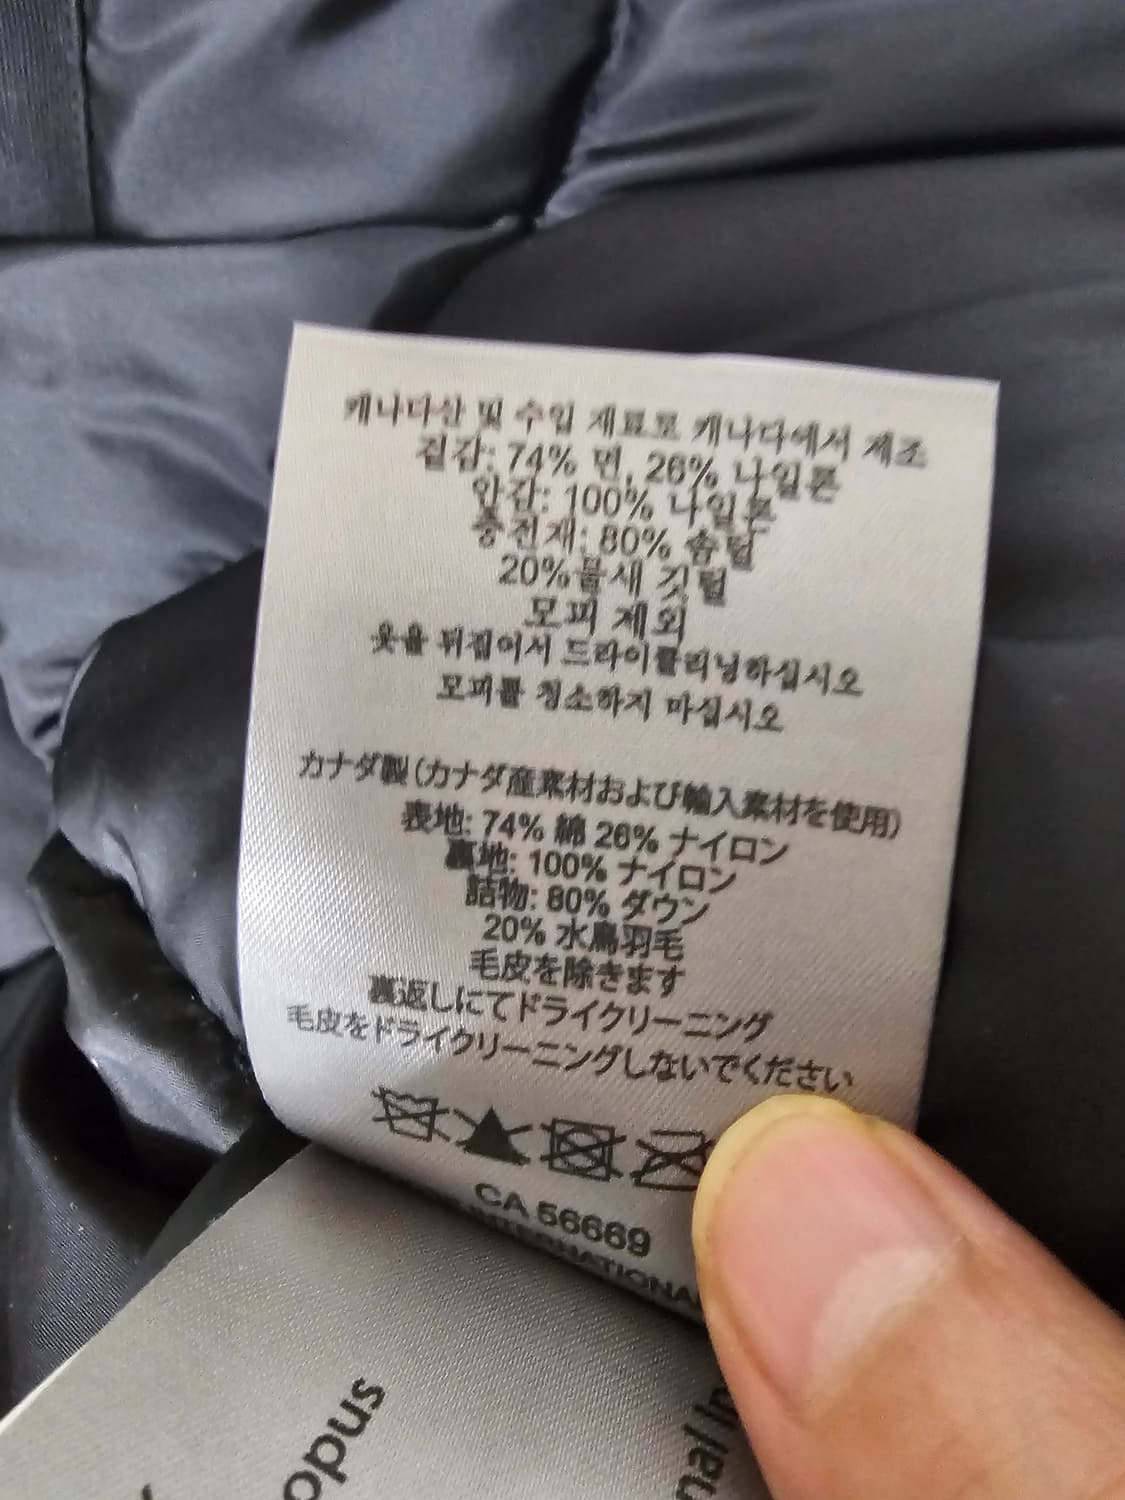 캐나다산 및 수입 재료로 캐나다에서 제조
겉감: 74% 면, 26% 나일론
안감: 100% 나일론
충전재: 80% 솜털
20%물새 깃털
모피 제외
옷을 뒤집어서 드라이클리닝하십시오
모피를 청소하지 마십시오
カナダ製(カナダ産素材および輸入素材を使用)
表地: 74% 綿 26% ナイロン
裏地: 100% ナイロン
詰物: 80% ダウン
20% 水鳥羽毛
毛皮を除きます
裏返しにてドライクリーニング
毛皮をドライクリーニングしないでください
CA 56669
INTERNATIONAL
opus
nal In